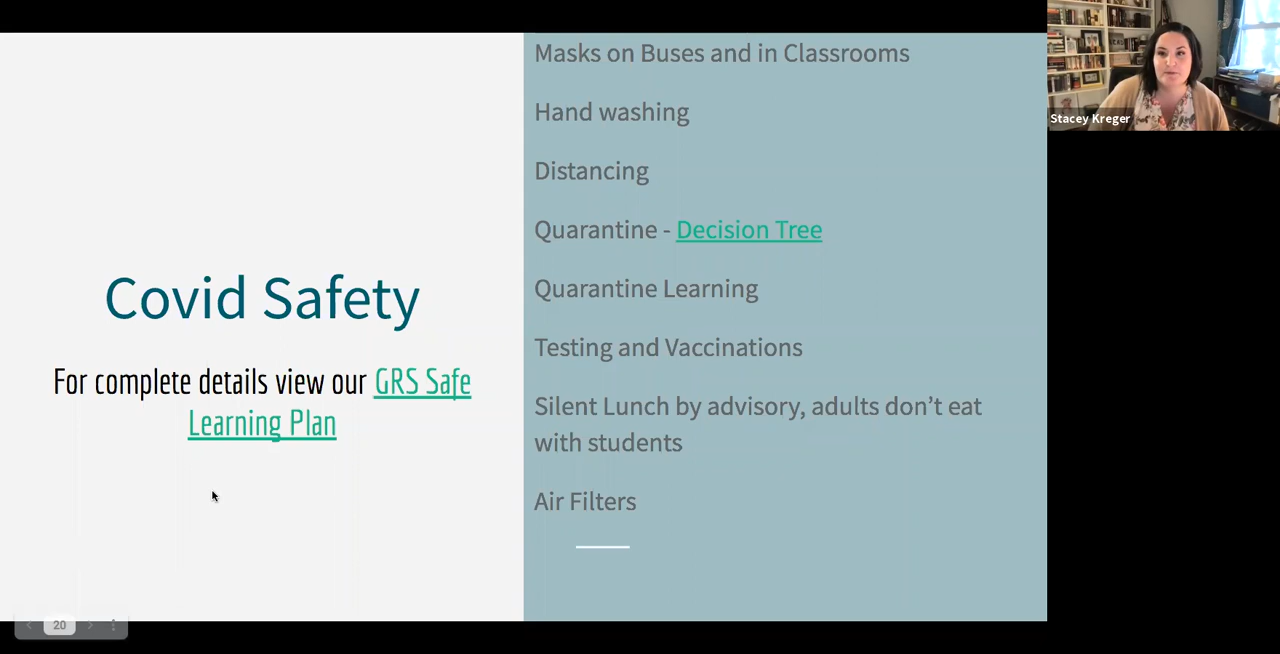 Covid Safety
For complete details view our GRS Safe
Learning Plan
Masks on Buses and in Classrooms
Hand washing
Distancing
Quarantine - Decision Tree
Quarantine Learning
Testing and Vaccinations
Silent Lunch by advisory, adults don’t eat
with students
Air Filters
Stacey Kreger
20